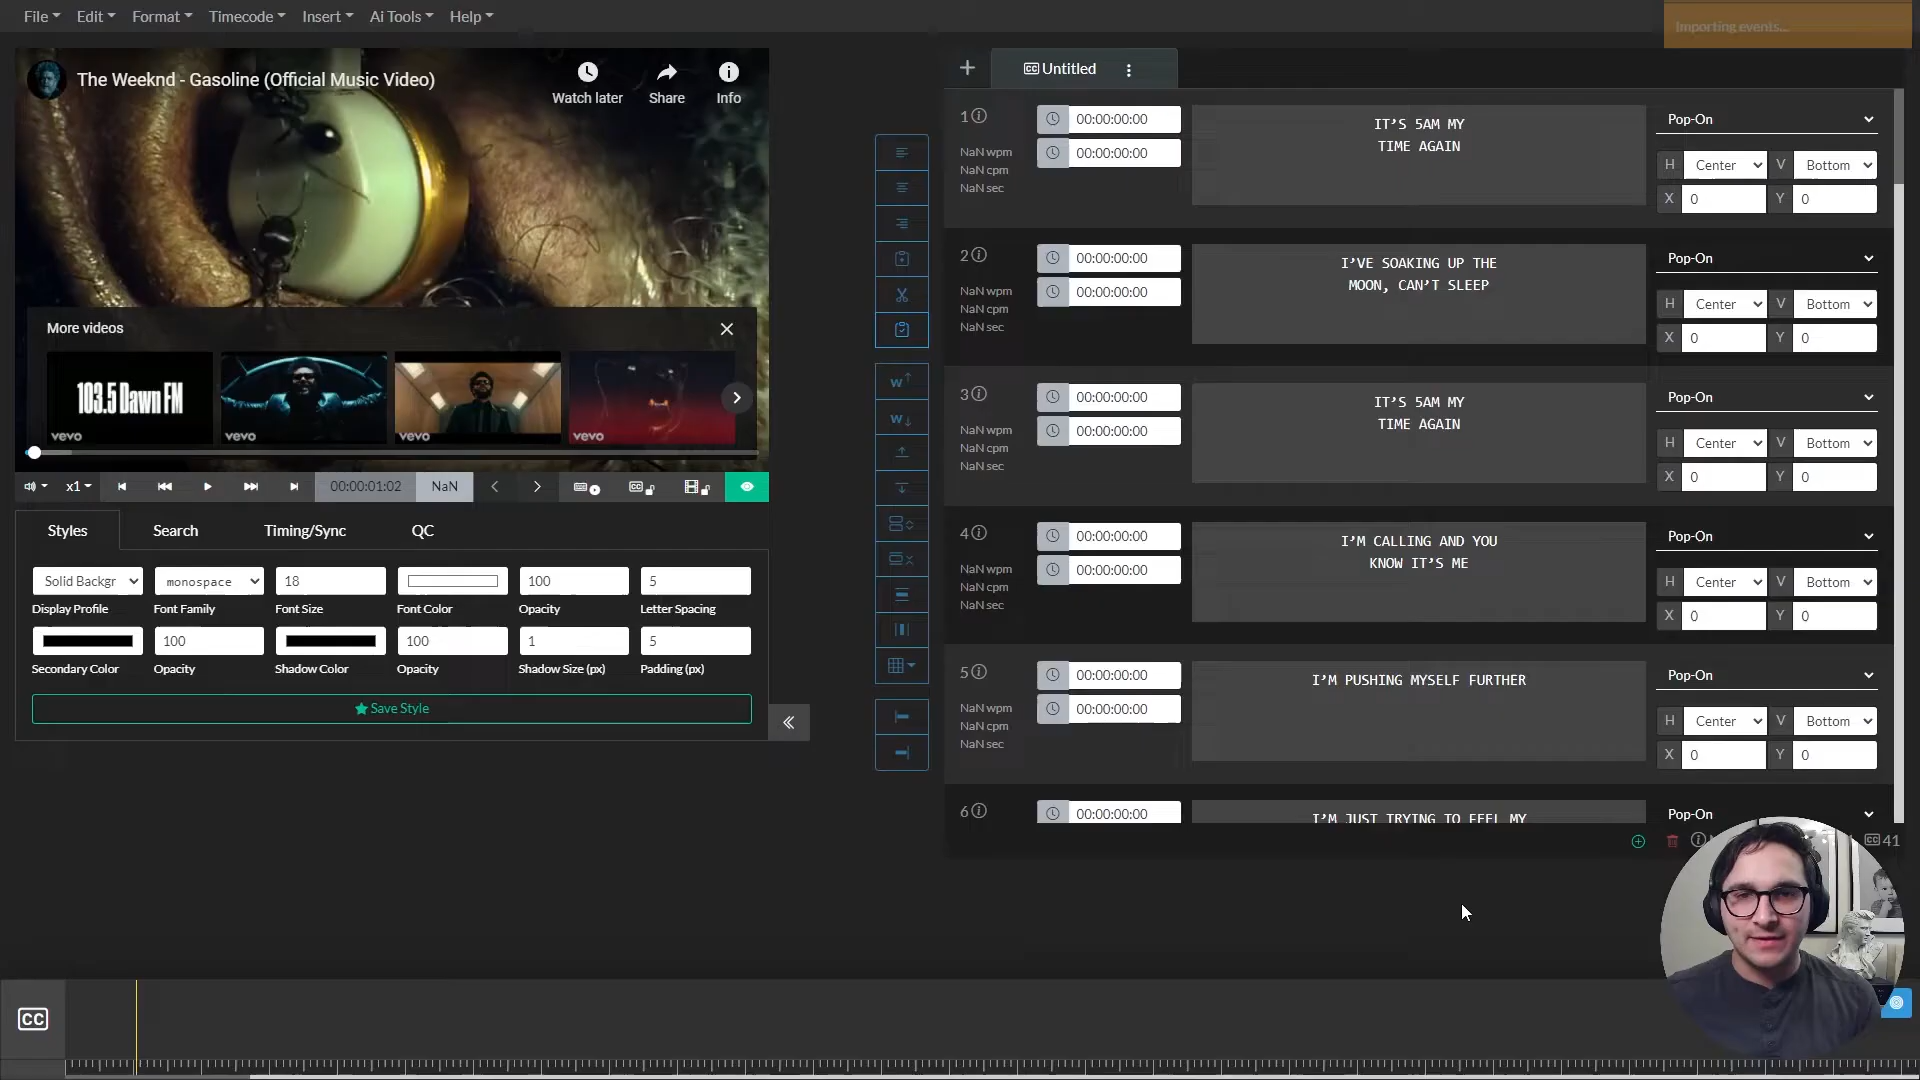 File
Edit
Format
Timecode
Insert
Ai Tools
Help
Importing events...
The Weeknd - Gasoline (Official Music Video)
Watch later
Share
Info
More videos
103.5 Dawn FM
vevo
vevo
vevo
vevo
x1
00:00:01:02
NaN
Styles
Search
Timing/Sync
QC
Solid Backgr
monospace
18
100
5
Display Profile
Font Family
Font Size
Font Color
Opacity
Letter Spacing
100
100
1
5
Secondary Color
Opacity
Shadow Color
Opacity
Shadow Size (px)
Padding (px)
Save Style
W
W
+
CC Untitled
1
NaN wpm
NaN cpm
NaN sec
00:00:00:00
00:00:00:00
IT’S 5AM MY
TIME AGAIN
Pop-On
H Center V Bottom
X 0 Y 0
2
NaN wpm
NaN cpm
NaN sec
00:00:00:00
00:00:00:00
I’VE SOAKING UP THE
MOON, CAN’T SLEEP
Pop-On
H Center V Bottom
X 0 Y 0
3
NaN wpm
NaN cpm
NaN sec
00:00:00:00
00:00:00:00
IT’S 5AM MY
TIME AGAIN
Pop-On
H Center V Bottom
X 0 Y 0
4
NaN wpm
NaN cpm
NaN sec
00:00:00:00
00:00:00:00
I’M CALLING AND YOU
KNOW IT’S ME
Pop-On
H Center V Bottom
X 0 Y 0
5
NaN wpm
NaN cpm
NaN sec
00:00:00:00
00:00:00:00
I’M PUSHING MYSELF FURTHER
Pop-On
H Center V Bottom
X 0 Y 0
6
00:00:00:00
I’M JUST TRYING TO FEEL MY
Pop-On
CC 41
CC